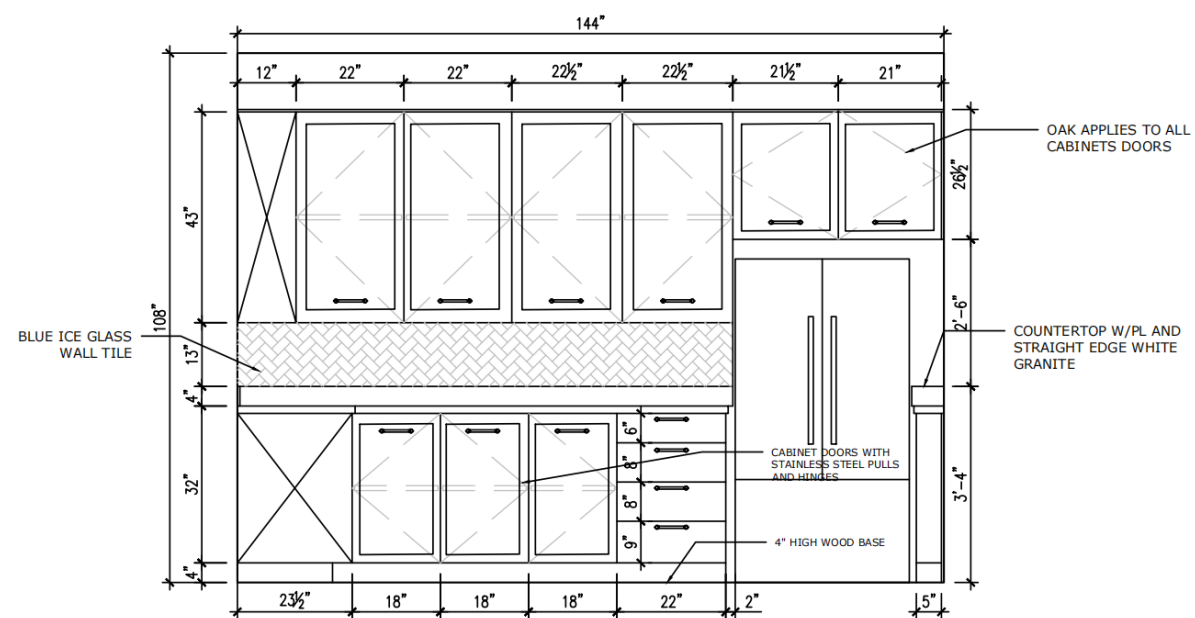 144"
12"
22"
22"
22½"
22½"
21½"
21"
OAK APPLIES TO ALL
CABINETS DOORS
26½"
43"
108"
2'-6"
BLUE ICE GLASS
WALL TILE
13"
COUNTERTOP W/PL AND
STRAIGHT EDGE WHITE
GRANITE
4"
6"
CABINET DOORS WITH
STAINLESS STEEL PULLS
AND HINGES
8"
32"
3'-4"
8"
9"
4" HIGH WOOD BASE
4"
23½"
18"
18"
18"
22"
2"
5"